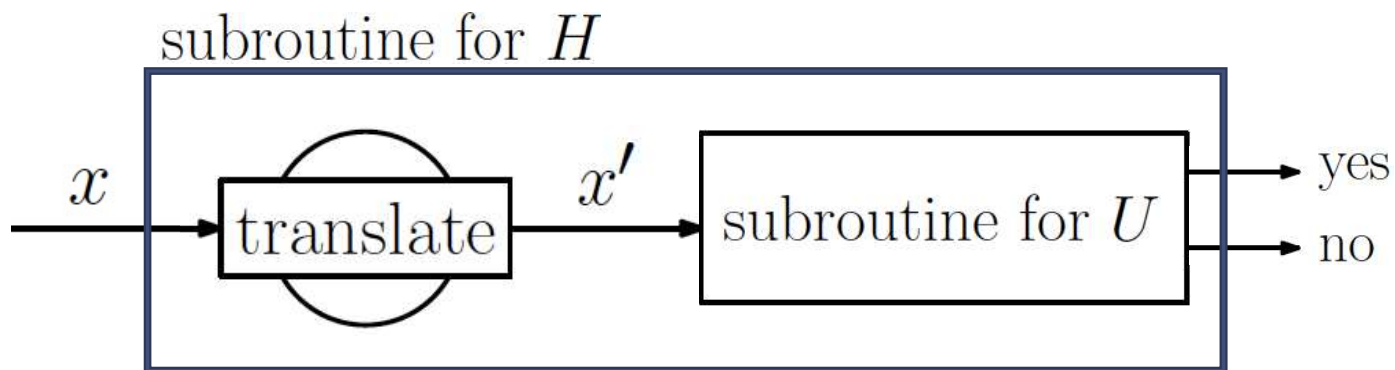 subroutine for H
x
translate
x′
subroutine for U
yes
no